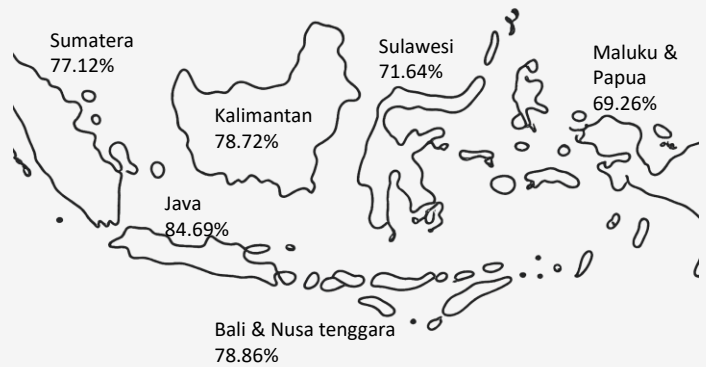 Sumatera
77.12%
Kalimantan
78.72%
Sulawesi
71.64%
Maluku &
Papua
69.26%
Java
84.69%
Bali & Nusa tenggara
78.86%